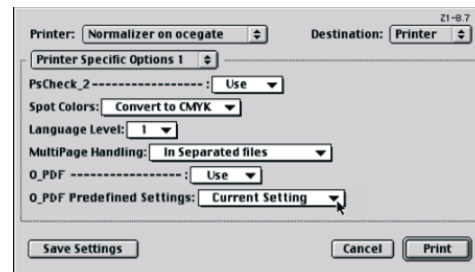 Z1-8.7
Printer: Normalizer on ocegate Destination: Printer
Printer Specific Options 1
PsCheck_2---------------- : Use
Spot Colors: Convert to CMYK
Language Level: 1
MultiPage Handling: In Separated files
O_PDF ----------------- : Use
O_PDF Predefined Settings: Current Setting
Save Settings Cancel Print